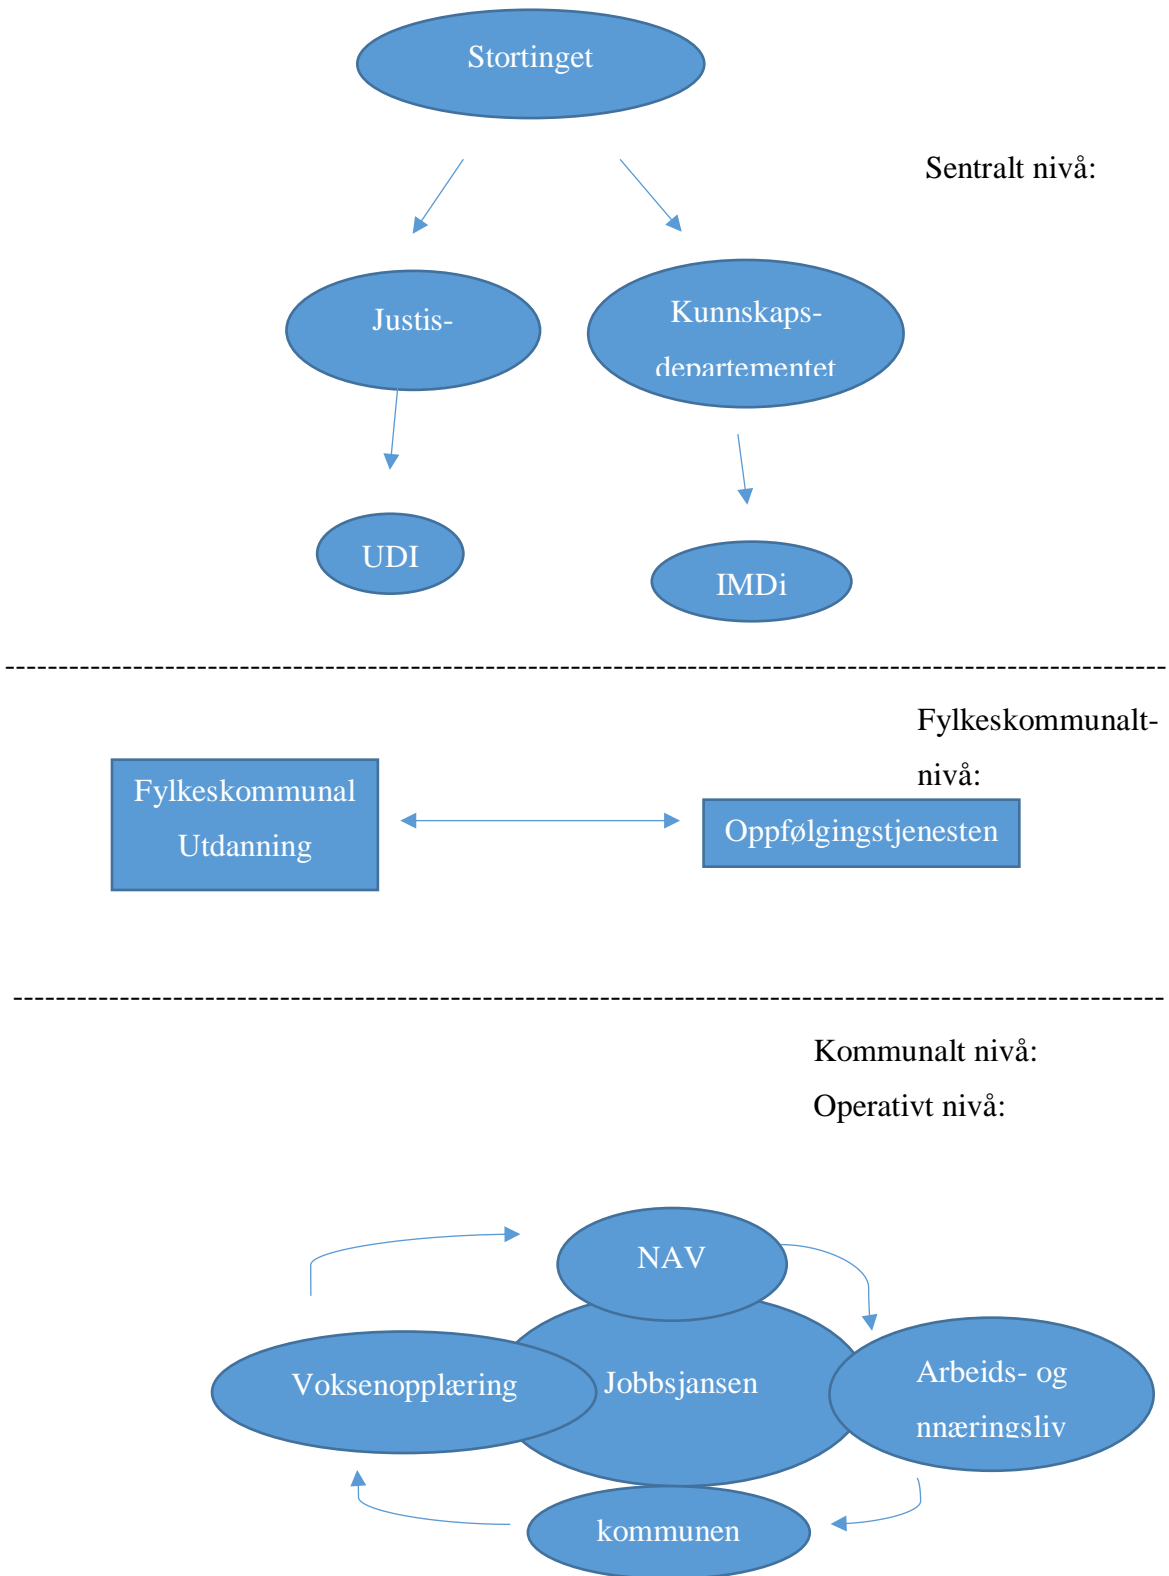 Stortinget
Sentralt nivå:
Justis-
Kunnskaps-
departementet
UDI
IMDi
Fylkeskommunalt-
nivå:
Fylkeskommunal
Utdanning
Oppfølgingstjenesten
Kommunalt nivå:
Operativt nivå:
NAV
Voksenopplæring
Jobbsjansen
Arbeids- og
nnæringsliv
kommunen